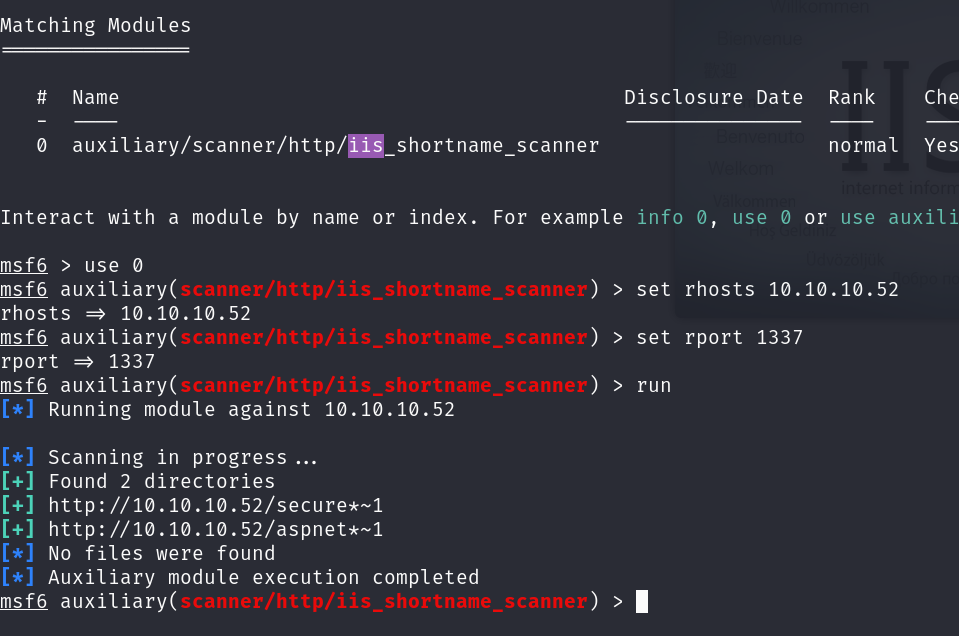 Matching Modules
================
# Name Disclosure Date Rank Che
- ---- --------------- ---- ---
0 auxiliary/scanner/http/iis_shortname_scanner normal Yes
Interact with a module by name or index. For example info 0, use 0 or use auxili
msf6 > use 0
msf6 auxiliary(scanner/http/iis_shortname_scanner) > set rhosts 10.10.10.52
rhosts => 10.10.10.52
msf6 auxiliary(scanner/http/iis_shortname_scanner) > set rport 1337
rport => 1337
msf6 auxiliary(scanner/http/iis_shortname_scanner) > run
[*] Running module against 10.10.10.52
[*] Scanning in progress...
[+] Found 2 directories
[+] http://10.10.10.52/secure*~1
[+] http://10.10.10.52/aspnet*~1
[*] No files were found
[*] Auxiliary module execution completed
msf6 auxiliary(scanner/http/iis_shortname_scanner) >
Willkommen
Bienvenue
Benvenuto
Welkom
Välkommen
Hoş Geldiniz
Üdvözöljük
IIS
internet inform